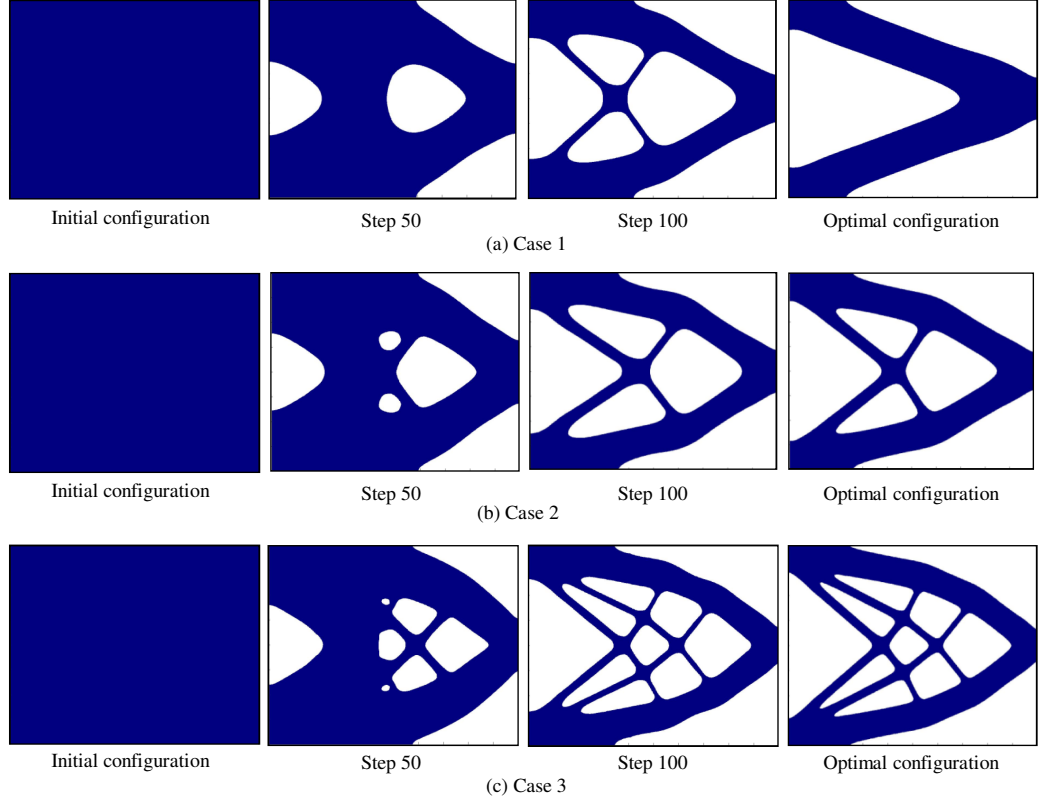 Initial configuration Step 50 Step 100 Optimal configuration
(a) Case 1
Initial configuration Step 50 Step 100 Optimal configuration
(b) Case 2
Initial configuration Step 50 Step 100 Optimal configuration
(c) Case 3